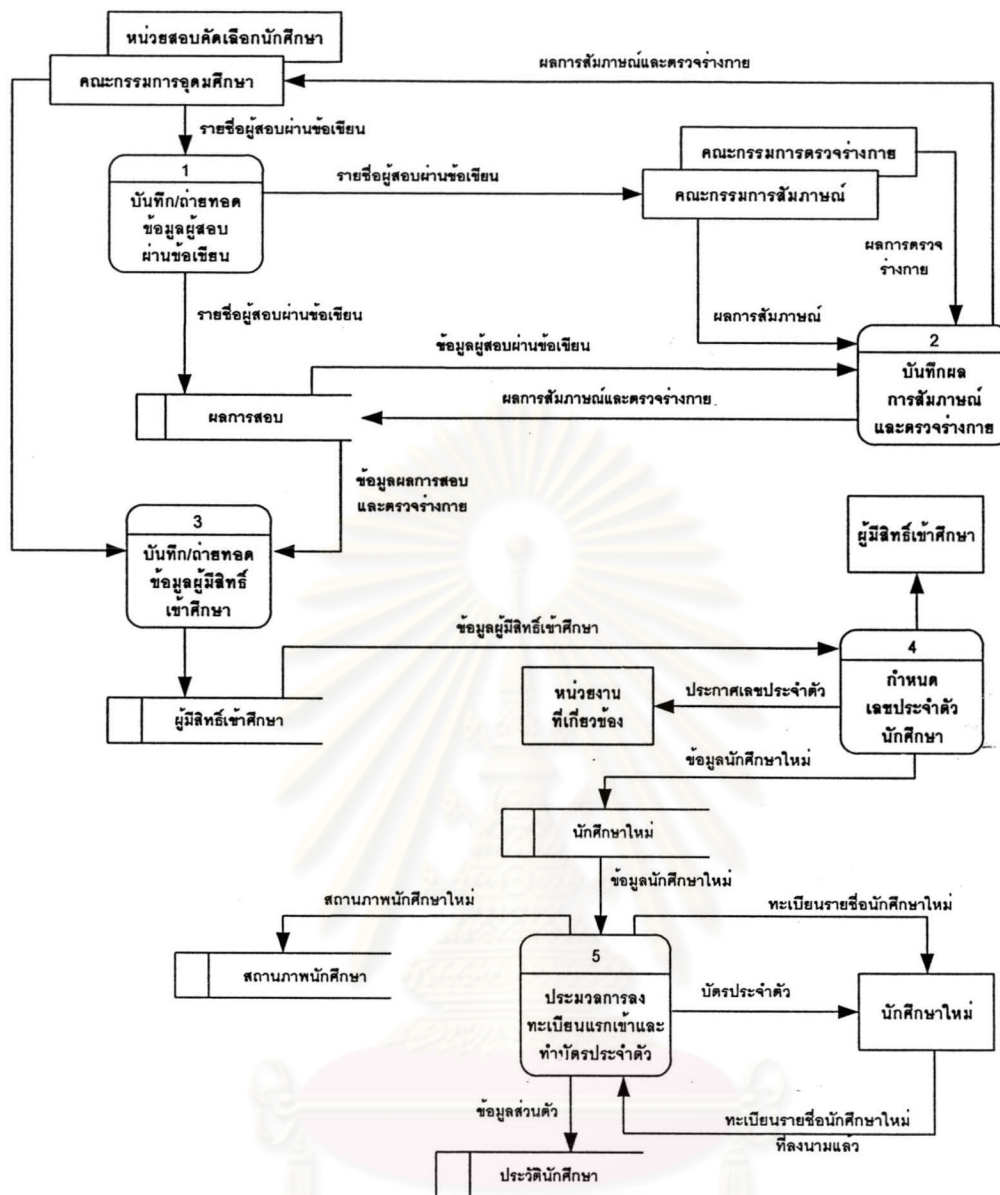 หน่วยสอบคัดเลือกนักศึกษา
คณะกรรมการอุดมศึกษา
ผลการสัมภาษณ์และตรวจร่างกาย
รายชื่อผู้สอบผ่านข้อเขียน
1
บันทึก/ถ่ายทอด
ข้อมูลผู้สอบ
ผ่านข้อเขียน
รายชื่อผู้สอบผ่านข้อเขียน
คณะกรรมการตรวจร่างกาย
คณะกรรมการสัมภาษณ์
ผลการตรวจ
ร่างกาย
รายชื่อผู้สอบผ่านข้อเขียน
ผลการสัมภาษณ์
2
บันทึกผล
การสัมภาษณ์
และตรวจร่างกาย
ข้อมูลผู้สอบผ่านข้อเขียน
ผลการสัมภาษณ์และตรวจร่างกาย
ผลการสอบ
ข้อมูลผลการสอบ
และตรวจร่างกาย
3
บันทึก/ถ่ายทอด
ข้อมูลผู้มีสิทธิ์
เข้าศึกษา
ผู้มีสิทธิ์เข้าศึกษา
ข้อมูลผู้มีสิทธิ์เข้าศึกษา
4
กำหนด
เลขประจำตัว
นักศึกษา
ประกาศเลขประจำตัว
หน่วยงาน
ที่เกี่ยวข้อง
ผู้มีสิทธิ์เข้าศึกษา
ข้อมูลนักศึกษาใหม่
นักศึกษาใหม่
ข้อมูลนักศึกษาใหม่
สถานภาพนักศึกษาใหม่
ทะเบียนรายชื่อนักศึกษาใหม่
สถานภาพนักศึกษา
5
ประมวลการลง
ทะเบียนแรกเข้าและ
ทำบัตรประจำตัว
บัตรประจำตัว
นักศึกษาใหม่
ข้อมูลส่วนตัว
ทะเบียนรายชื่อนักศึกษาใหม่
ที่ลงนามแล้ว
ประวัตินักศึกษา